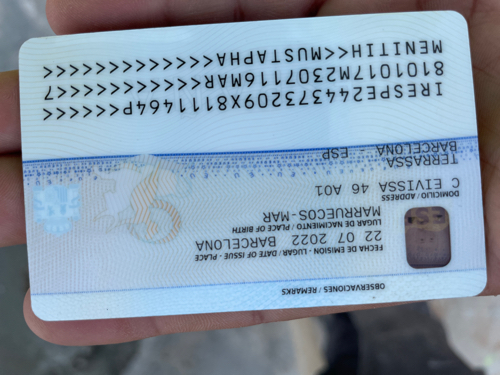 OBSERVACIONES / REMARKS
FECHA DE EMISION - LUGAR / DATE OF ISSUE - PLACE
22 07 2022 BARCELONA
LUGAR DE NACIMIENTO / PLACE OF BIRTH
MARRUECOS-MAR
DOMICILIO / ADDRESS
C EIVISSA 46 A01
TERRASSA
BARCELONA ESP
IRESPE244373209X8111464P<<<<<<
8101017M2307116MAR<<<<<<<<<<<7
MENITIH<<MUSTAPHA<<<<<<<<<<<<<